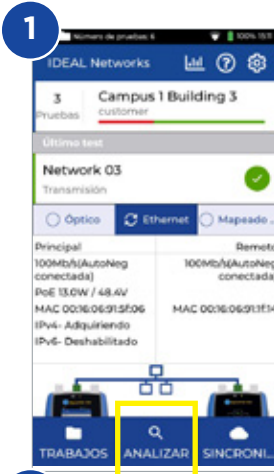 1
Número de pruebas: 6
100% 15:11
IDEAL Networks
3 Campus 1 Building 3
Pruebas customer
Último test
Network 03
Transmisión
Óptico Ethernet Mapeado ..
Principal Remoto
100Mb/s(AutoNeg 100Mb/s(AutoNeg
conectada) conectada)
PoE 13.0W / 48.4V
MAC 00:16:06:91:5f:06 MAC 00:16:06:91:1f:14
IPv4- Adquiriendo
IPv6- Deshabilitado
TRABAJOS ANALIZAR SINCRONI...